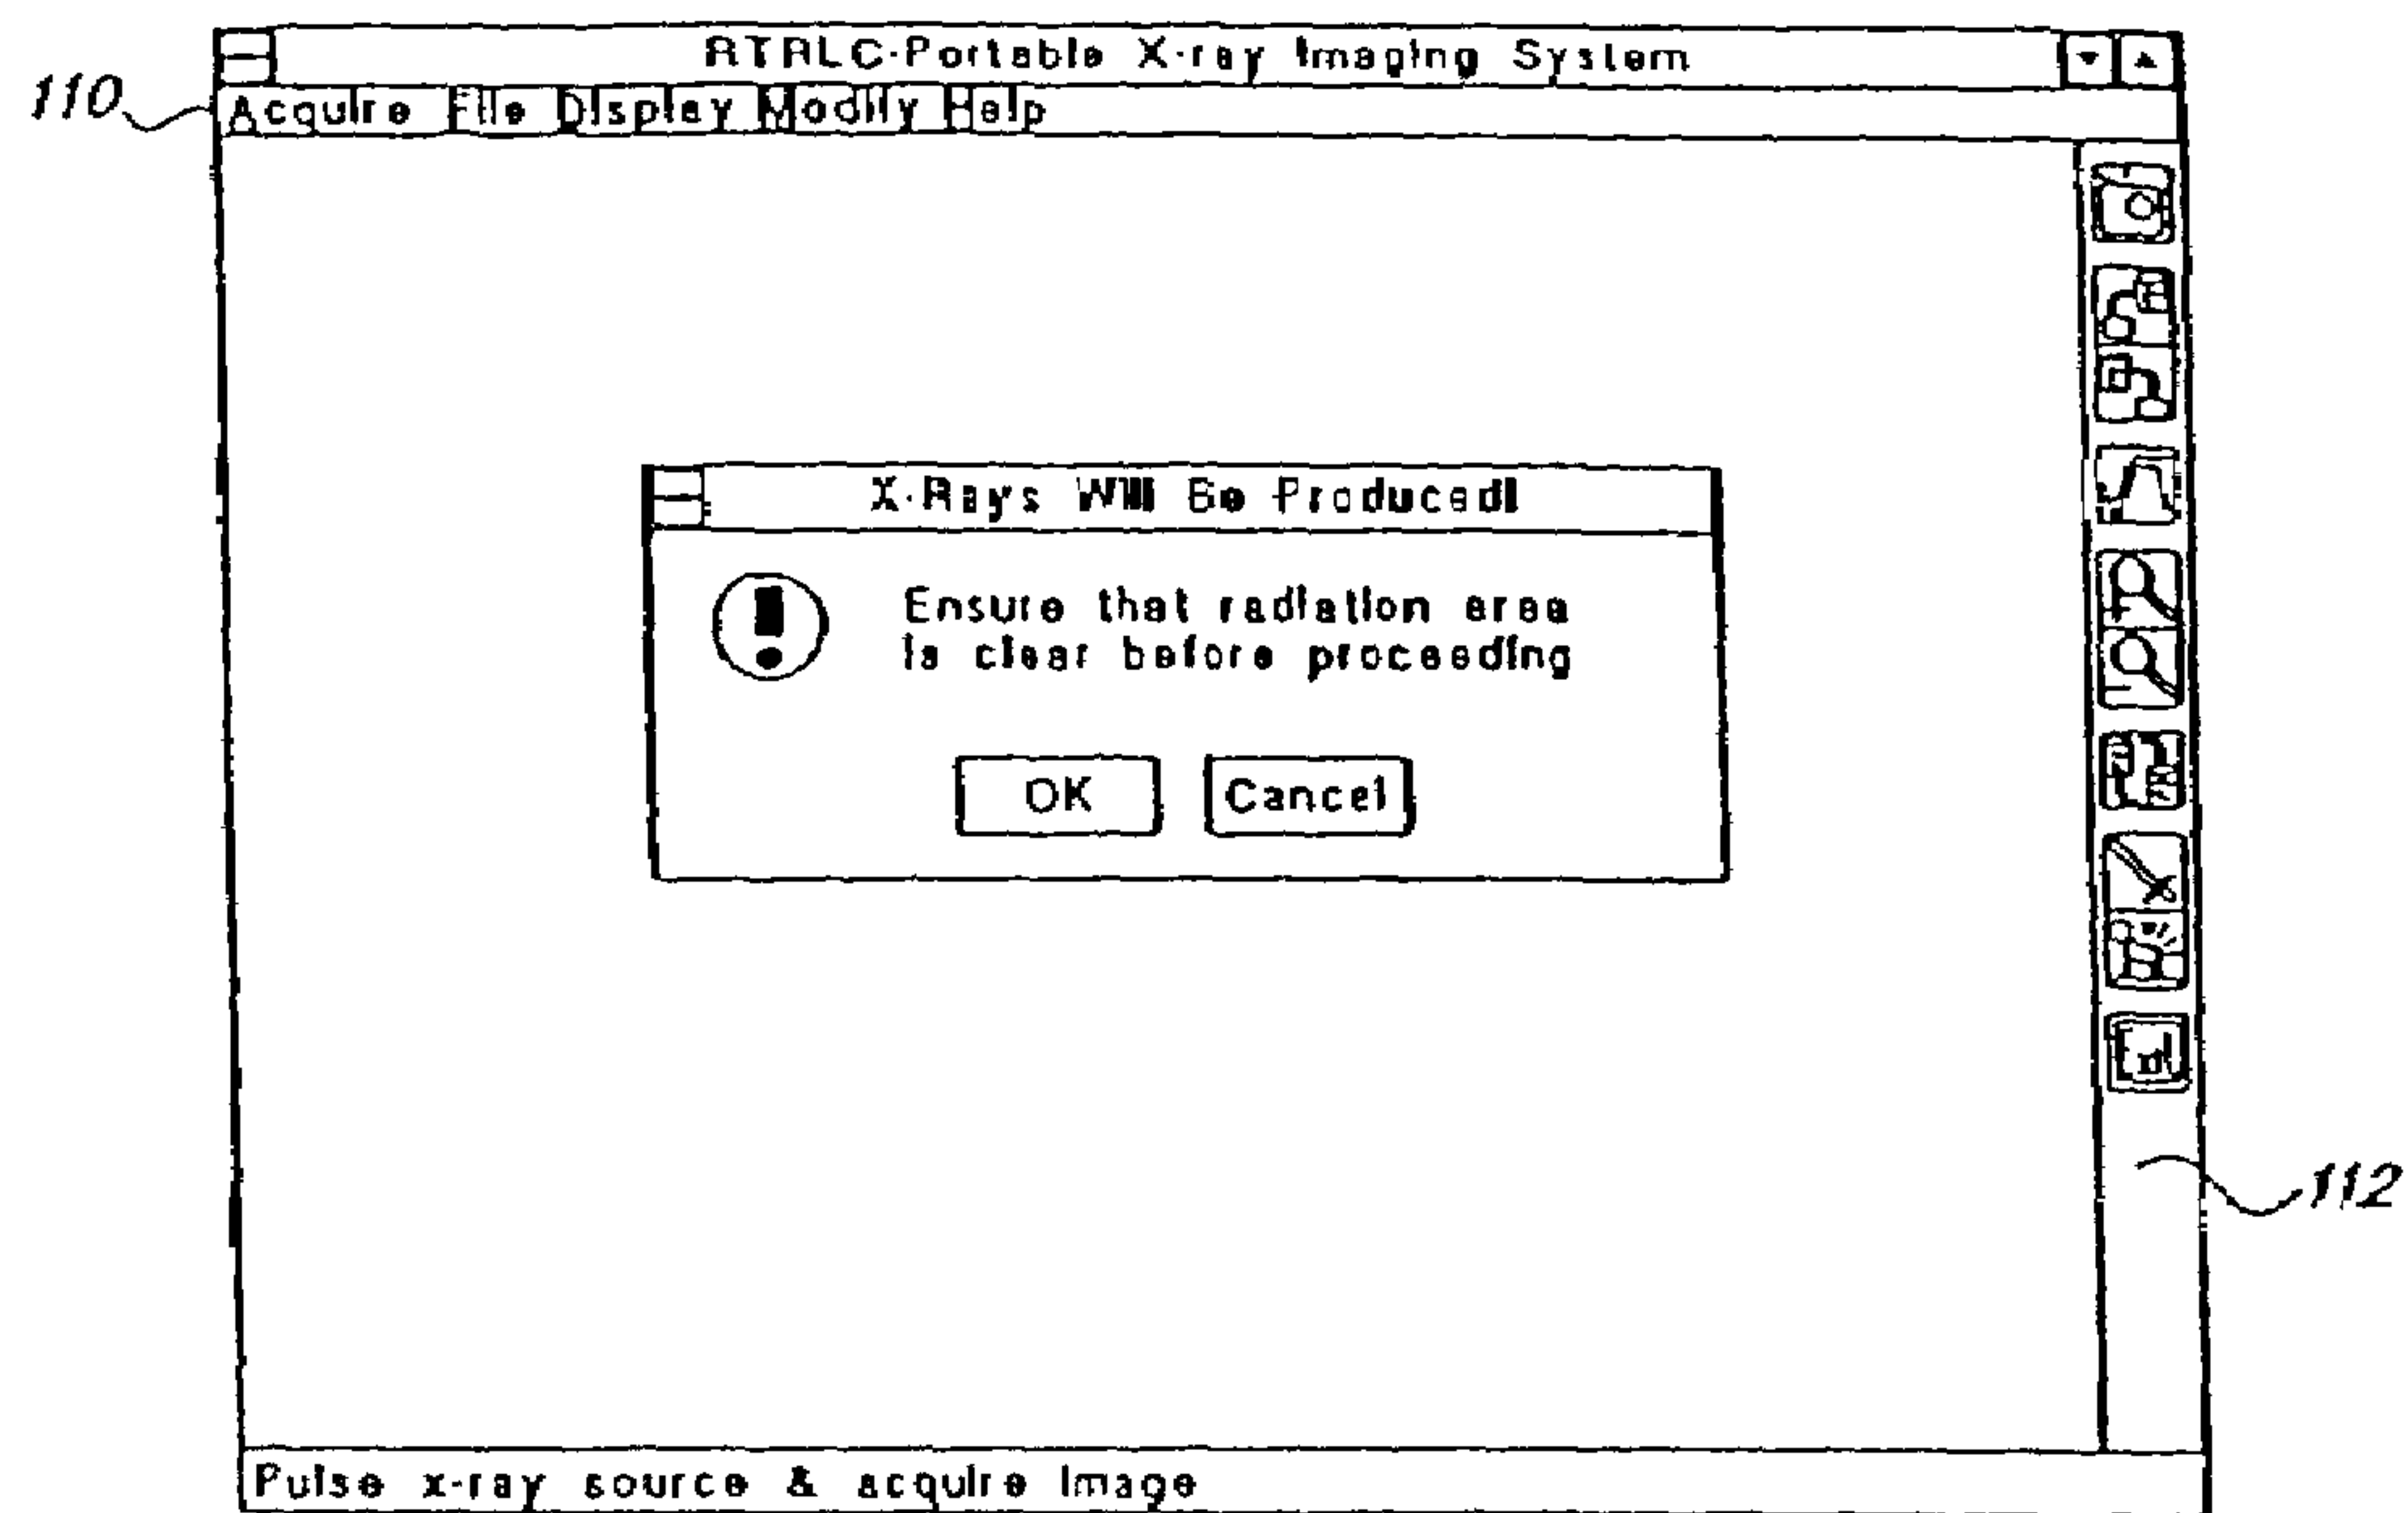 RTRLC-Portable X-ray Imaging System
110
Acquire File Display Modify Help
X-Rays Will Be Produced!
Ensure that radiation area
is clear before proceeding
OK Cancel
112
Pulse x-ray source & acquire Image